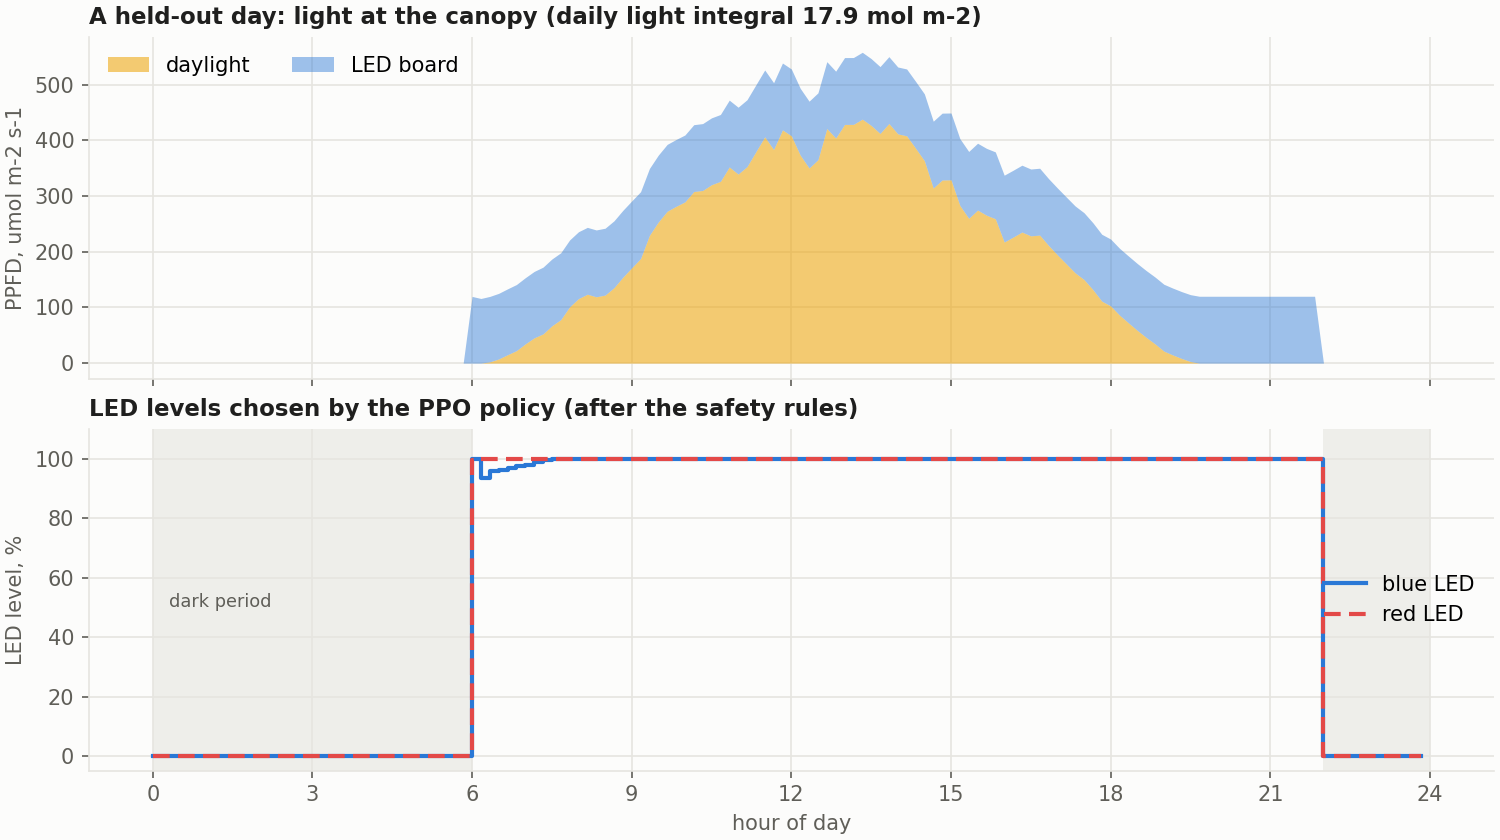 A held-out day: light at the canopy (daily light integral 17.9 mol m-2)
daylight
LED board
PPFD, umol m-2 s-1
500
400
300
200
100
0
LED levels chosen by the PPO policy (after the safety rules)
LED level, %
100
80
60
40
20
0
dark period
blue LED
red LED
0 3 6 9 12 15 18 21 24
hour of day